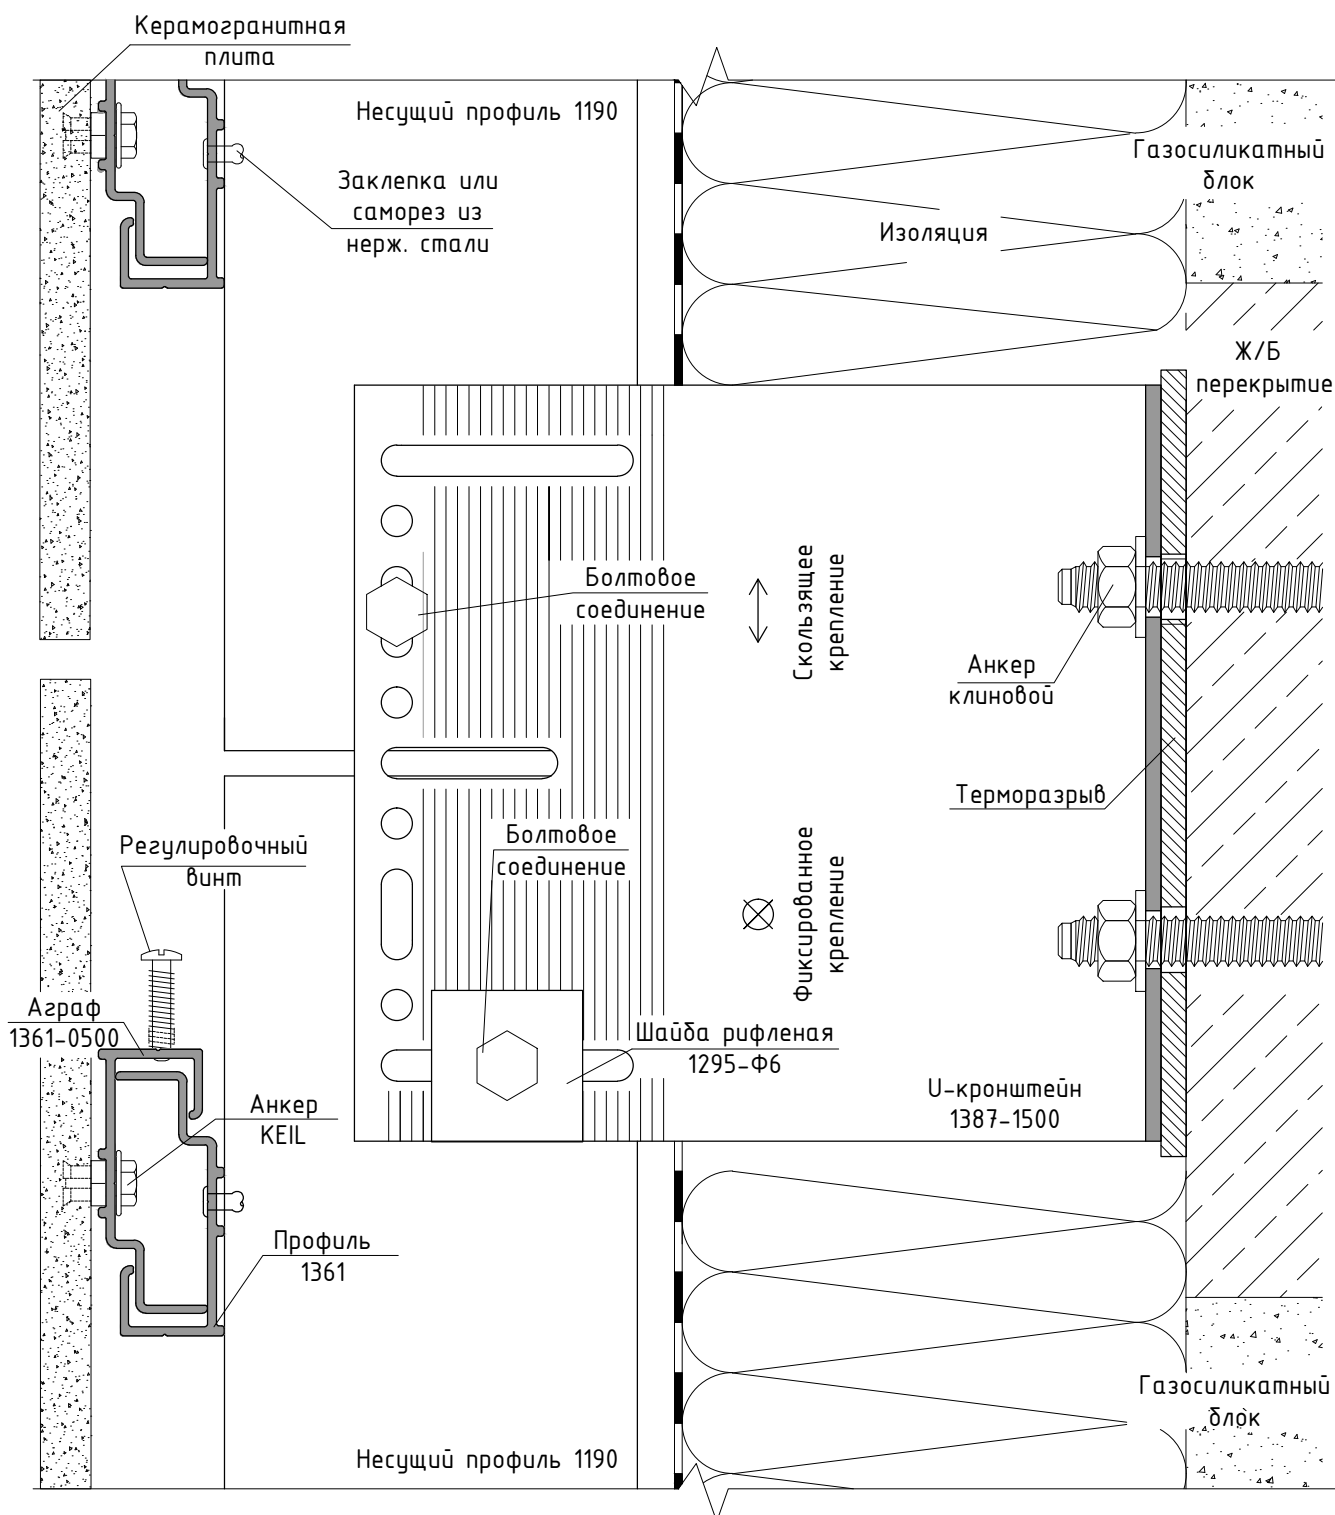 Керамогранитная
плита
Несущий профиль 1190
Заклепка или
саморез из
нерж. стали
Изоляция
Газосиликатный
блок
Ж/Б
перекрытие
Болтовое
соединение
Скользящее
крепление
Анкер
клиновой
Терморазрыв
Регулировочный
винт
Болтовое
соединение
Фиксированное
крепление
Аграф
1361-0500
Шайба рифленая
1295-Ф6
U-кронштейн
1387-1500
Анкер
KEIL
Профиль
1361
Газосиликатный
блок
Несущий профиль 1190